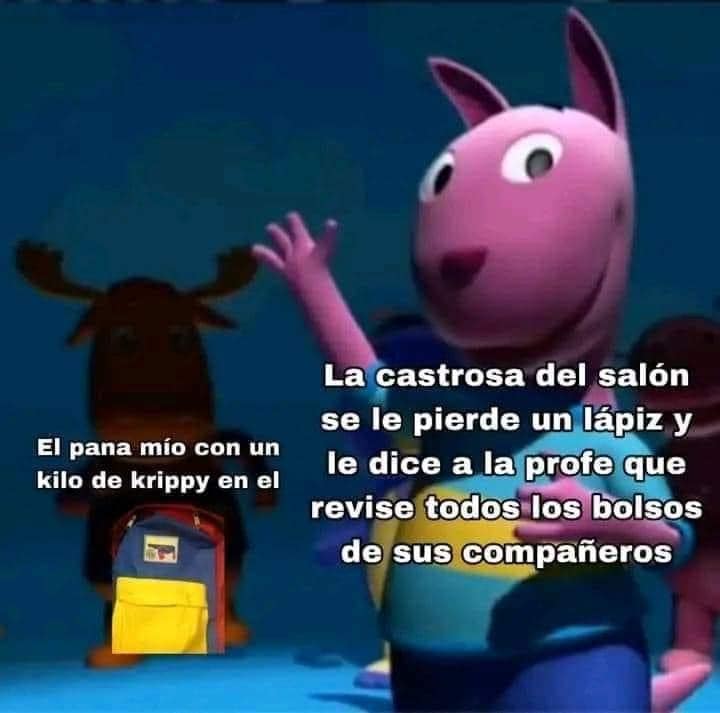 La castrosa del salón
se le pierde un lápiz y
le dice a la profe que
revise todos los bolsos
de sus compañeros
El pana mío con un
kilo de krippy en el